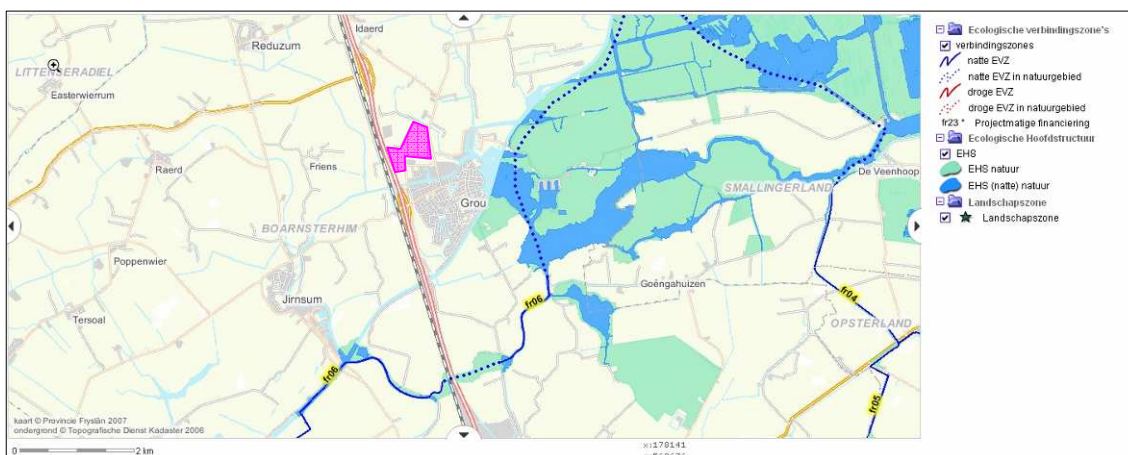 Idaerd
Reduzum
LITTENSERADIEL
Easterwierrum
Raerd
Friens
Grou
SMALLINGERLAND
De Veenhoop
BOARNSTERHIM
Poppenwier
Jirnsum
Goëngahuizen
Tersoal
fr06
fr04
OPSTERLAND
fr06
fr05
kaart © Provincie Fryslân 2007
ondergrond © Topografische Dienst Kadaster 2006
0 2 km
x:178141
Ecologische verbindingszone's
verbindingszones
natte EVZ
natte EVZ in natuurgebied
droge EVZ
droge EVZ in natuurgebied
fr23 * Projectmatige financiering
Ecologische Hoofdstructuur
EHS
EHS natuur
EHS (natte) natuur
Landschapszone
Landschapszone